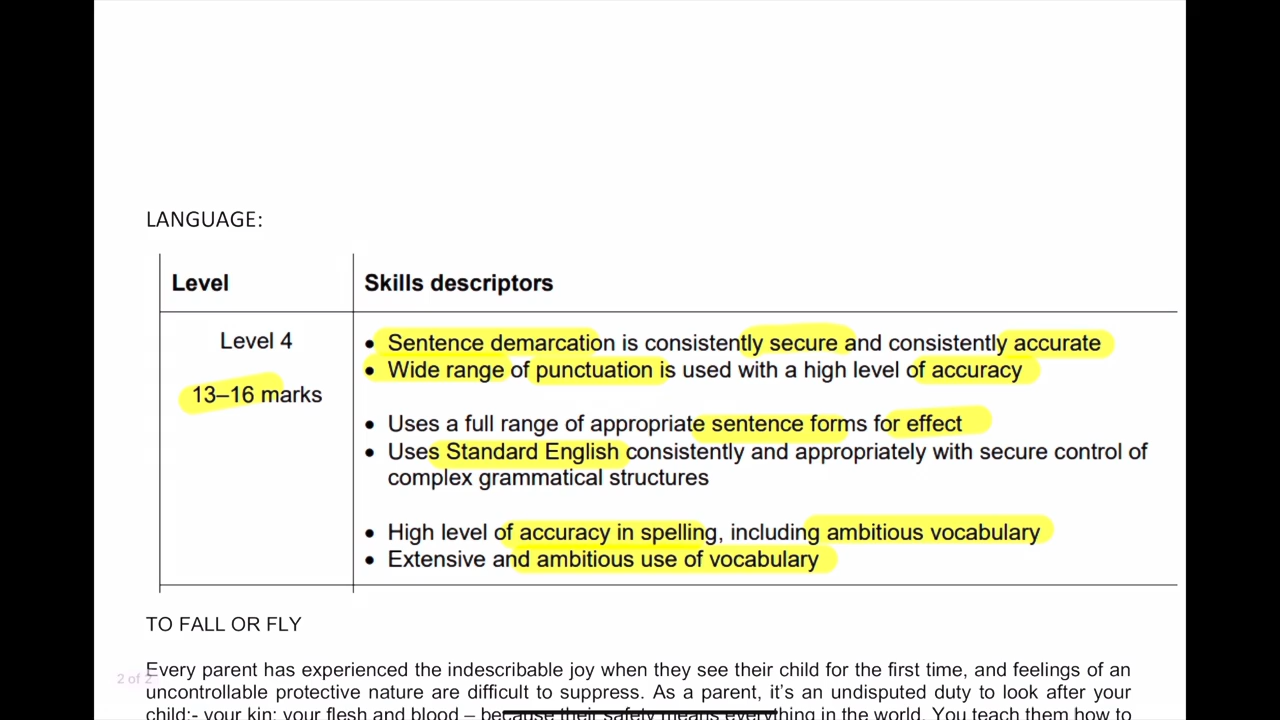 LANGUAGE:
Level Skills descriptors
Level 4
13–16 marks
• Sentence demarcation is consistently secure and consistently accurate
• Wide range of punctuation is used with a high level of accuracy
• Uses a full range of appropriate sentence forms for effect
• Uses Standard English consistently and appropriately with secure control of
complex grammatical structures
• High level of accuracy in spelling, including ambitious vocabulary
• Extensive and ambitious use of vocabulary
TO FALL OR FLY
Every parent has experienced the indescribable joy when they see their child for the first time, and feelings of an
2 of 2
uncontrollable protective nature are difficult to suppress. As a parent, it's an undisputed duty to look after your
child:- your kin; your flesh and blood – because their safety means everything in the world. You teach them how to